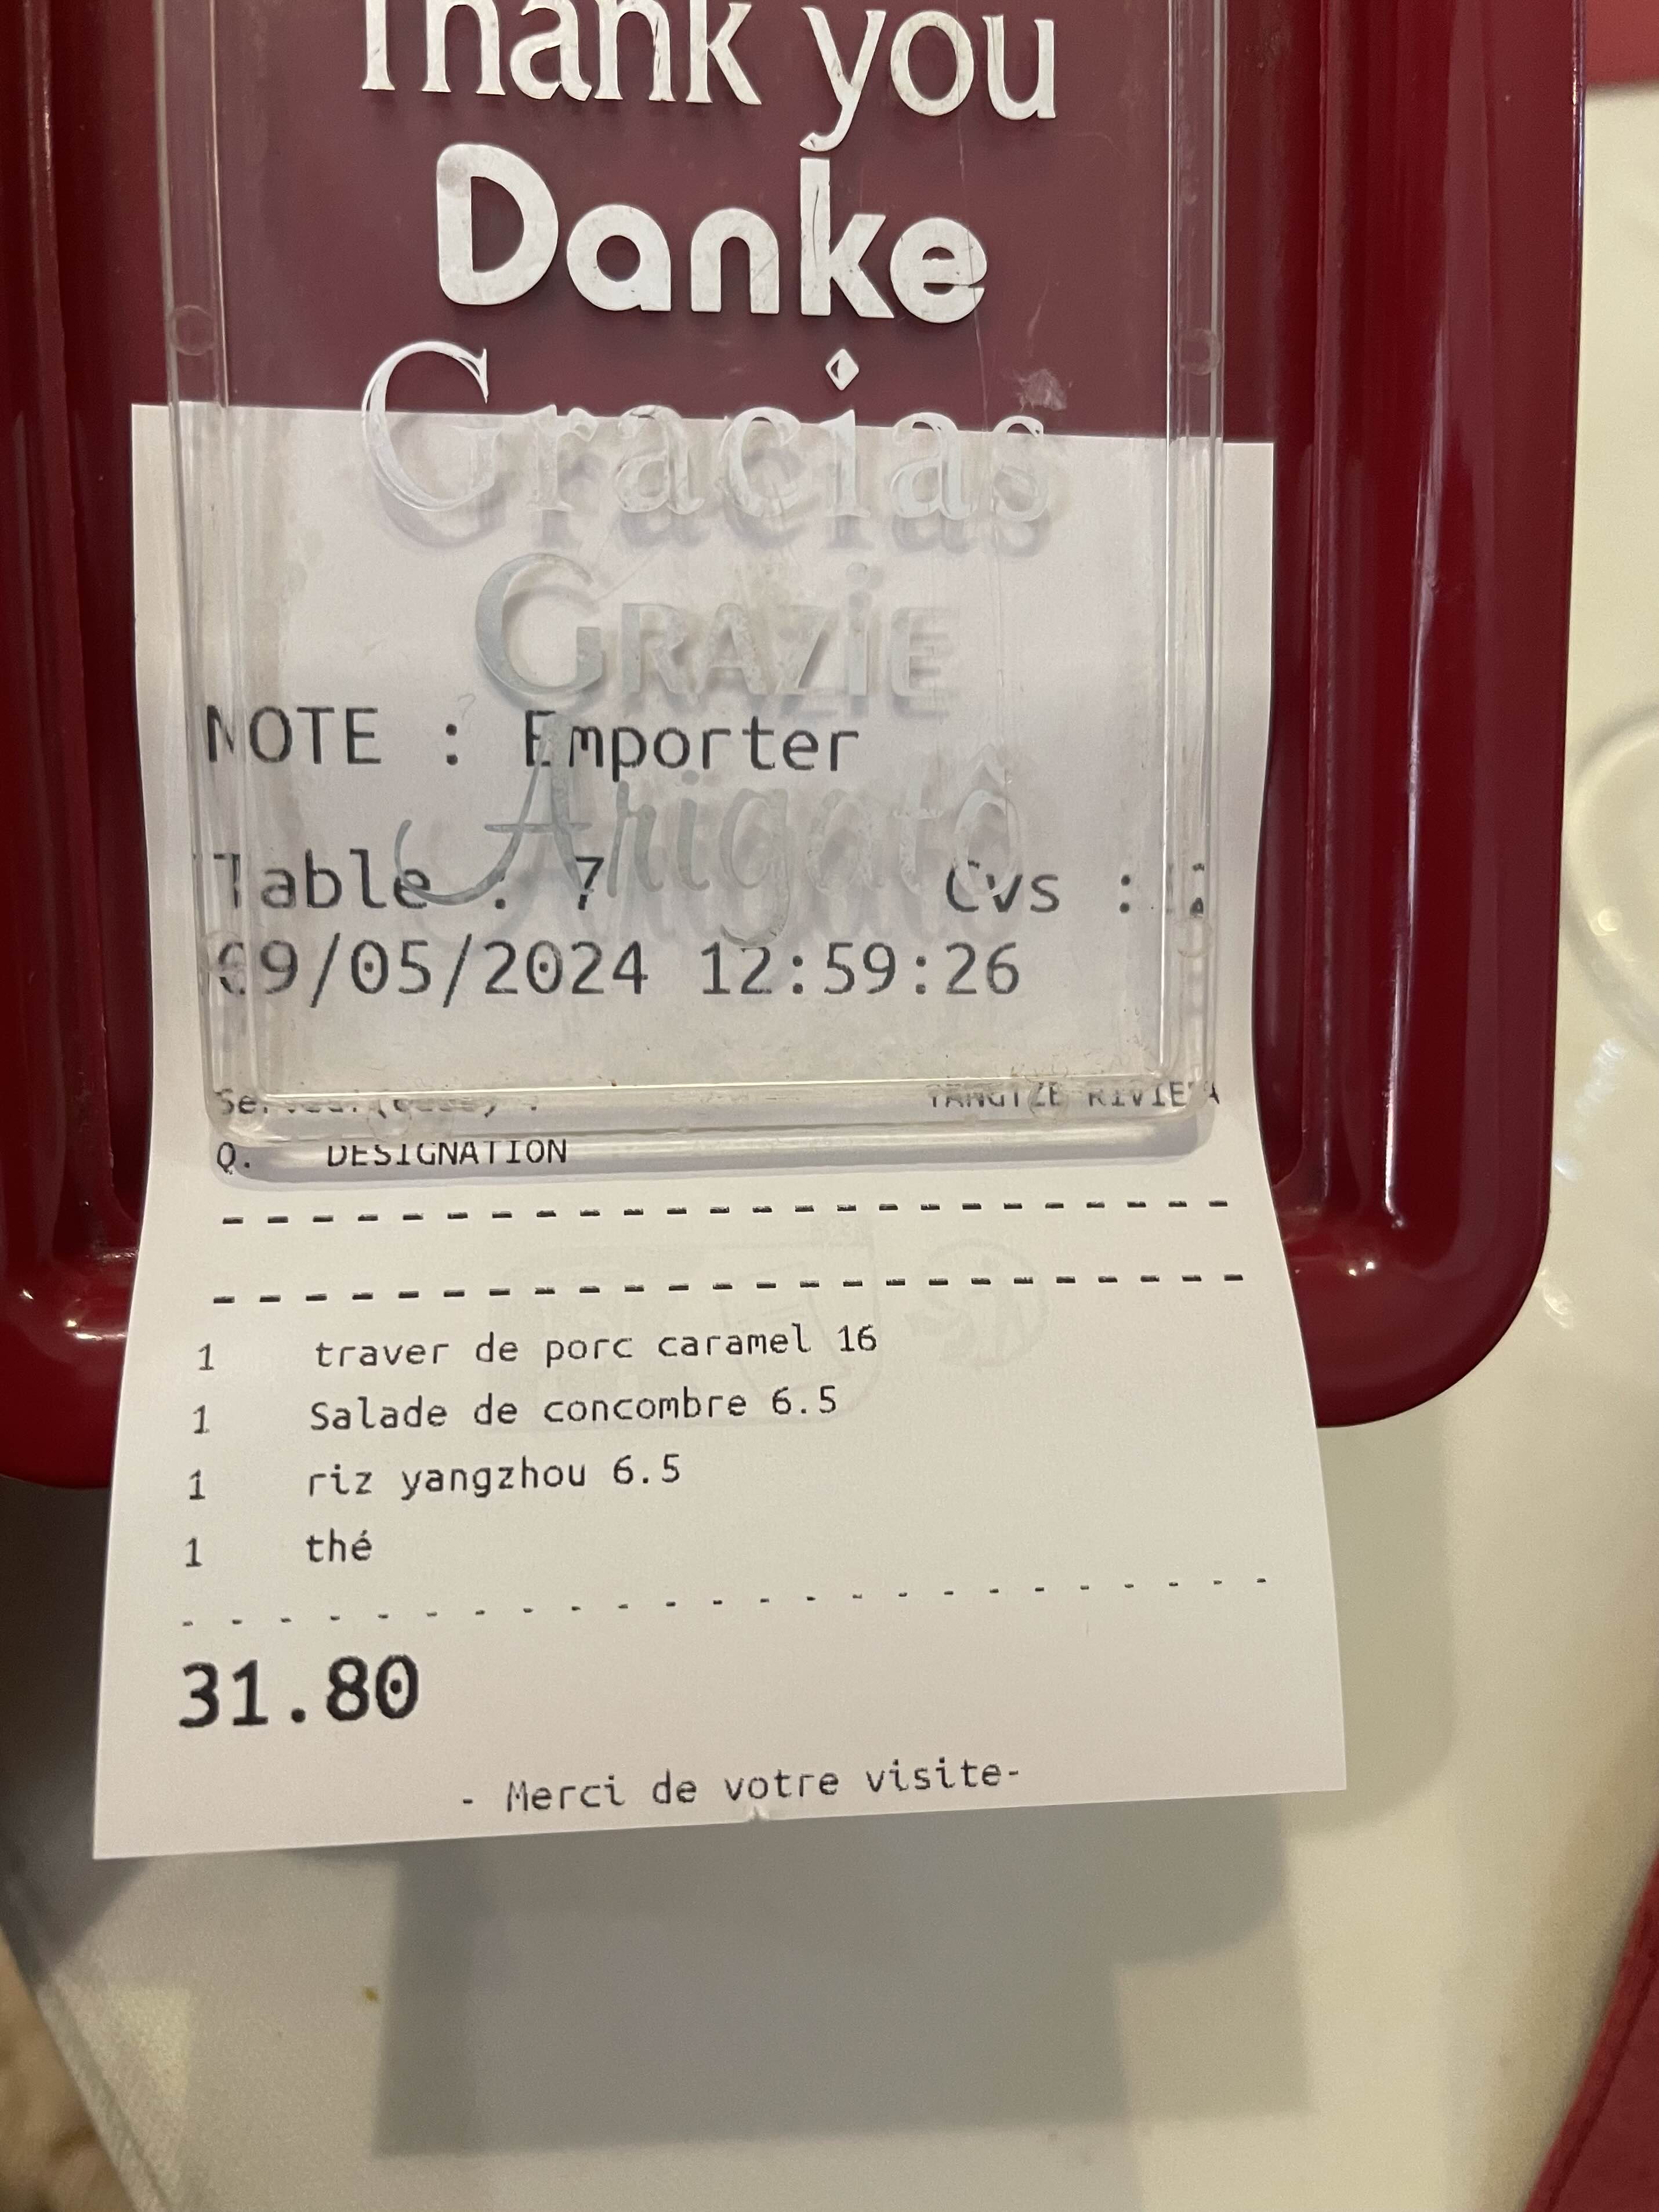 Thank you
Danke
Gracias
GRAZiE
NOTE : Emporter
Arigatô
Table : 7 Cvs :
09/05/2024 12:59:26
YANGTZE RIVIERA
Q. DESIGNATION
1 traver de porc caramel 16
1 Salade de concombre 6.5
1 riz yangzhou 6.5
1 thé
31.80
- Merci de votre visite-